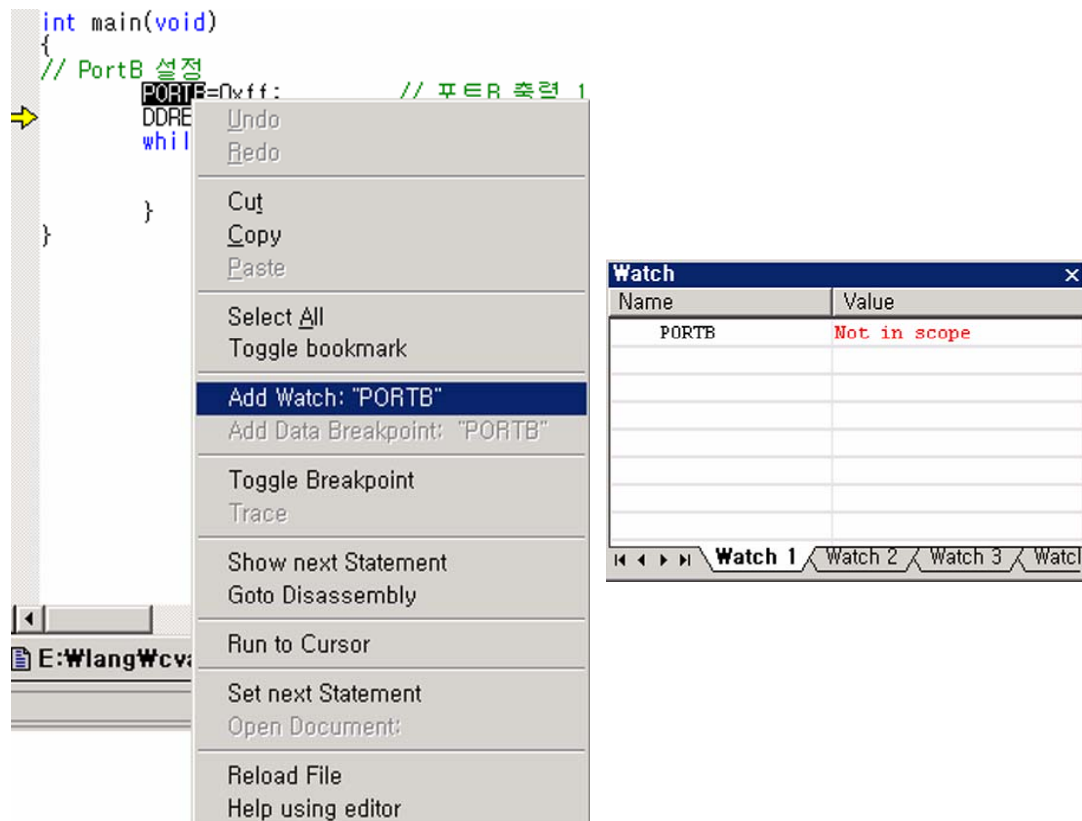 int main(void)
{
// PortB 설정
PORTB=0xff; // 포트B 출력 1
DDRE
whil
}
}
Undo
Redo
Cut
Copy
Paste
Select All
Toggle bookmark
Add Watch: "PORTB"
Add Data Breakpoint: "PORTB"
Toggle Breakpoint
Trace
Show next Statement
Goto Disassembly
Run to Cursor
Set next Statement
Open Document:
Reload File
Help using editor
E:₩lang₩cva
Watch
Name Value
PORTB Not in scope
Watch 1 Watch 2 Watch 3 Watcl